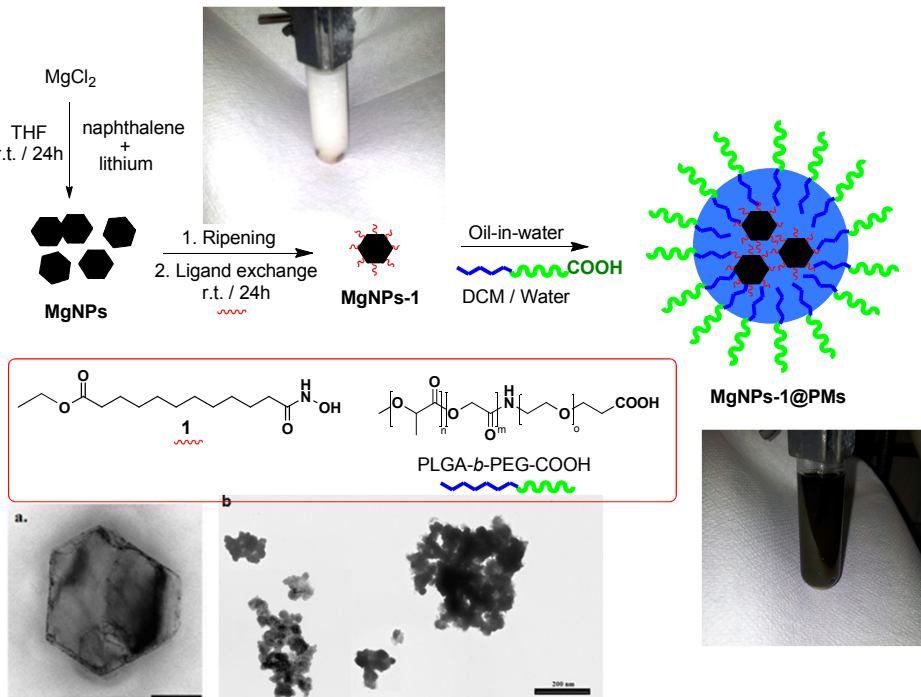 MgCl2
THF
r.t. / 24h
naphthalene
+
lithium
MgNPs
1. Ripening
2. Ligand exchange
r.t. / 24h
MgNPs-1
Oil-in-water
COOH
DCM / Water
MgNPs-1@PMs
O
O
H
N
OH
O
1
O
O
n
O
O
m
H
N
O
o
COOH
PLGA-b-PEG-COOH
a.
b
200 nm